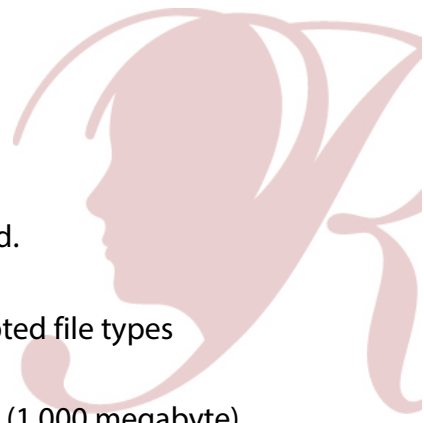 d.
ted file types
(1,000 megabyte)